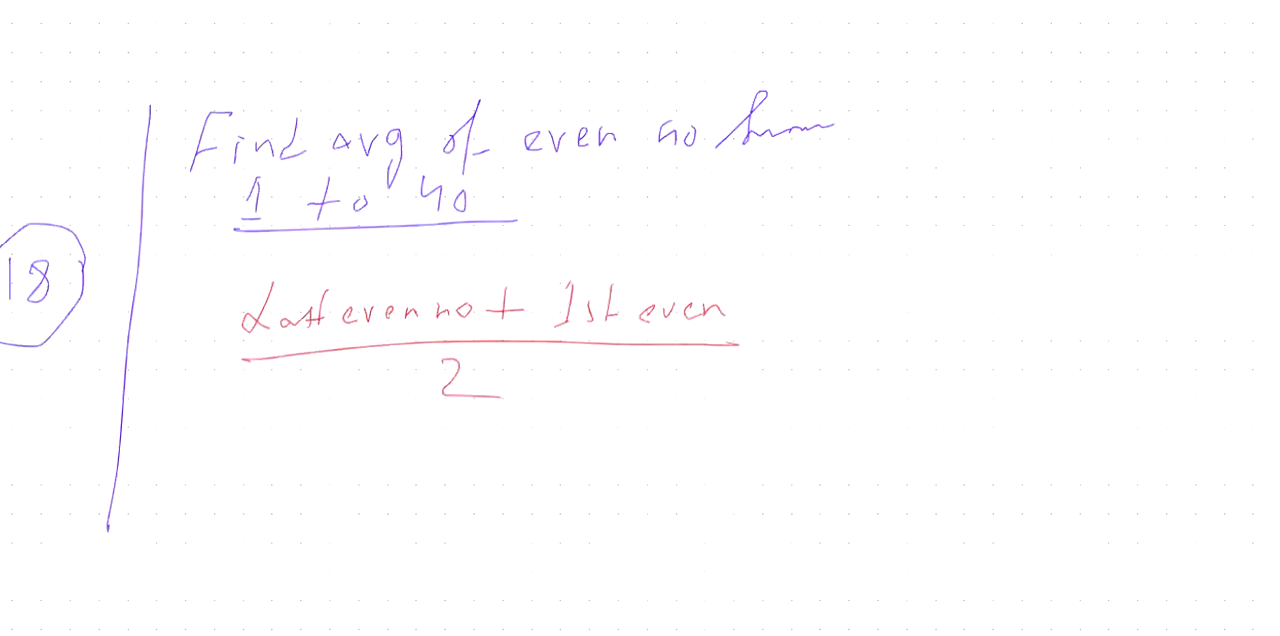 Find avg of even no from
1 to 40
18
Last even no + 1st even
2